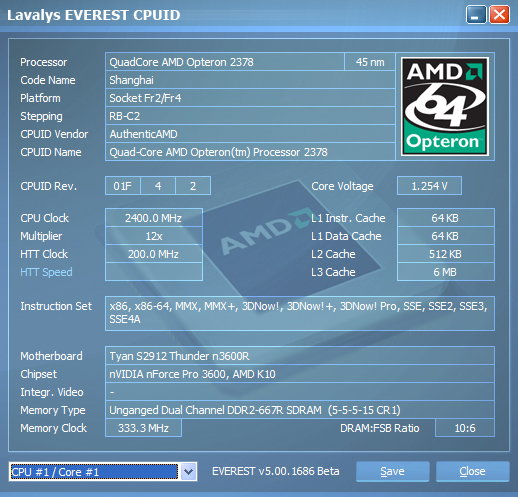 Lavalys EVEREST CPUID
Processor QuadCore AMD Opteron 2378 45 nm
Code Name Shanghai
Platform Socket Fr2/Fr4
Stepping RB-C2
CPUID Vendor AuthenticAMD
CPUID Name Quad-Core AMD Opteron(tm) Processor 2378
AMD
64
Opteron
CPUID Rev. 01F 4 2 Core Voltage 1.254 V
CPU Clock 2400.0 MHz L1 Instr. Cache 64 KB
Multiplier 12x L1 Data Cache 64 KB
HTT Clock 200.0 MHz L2 Cache 512 KB
HTT Speed L3 Cache 6 MB
AMD
Instruction Set x86, x86-64, MMX, MMX+, 3DNow!, 3DNow!+, 3DNow! Pro, SSE, SSE2, SSE3,
SSE4A
Motherboard Tyan S2912 Thunder n3600R
Chipset nVIDIA nForce Pro 3600, AMD K10
Integr. Video -
Memory Type Unganged Dual Channel DDR2-667R SDRAM (5-5-5-15 CR1)
Memory Clock 333.3 MHz DRAM:FSB Ratio 10:6
CPU #1 / Core #1 EVEREST v5.00.1686 Beta Save Close